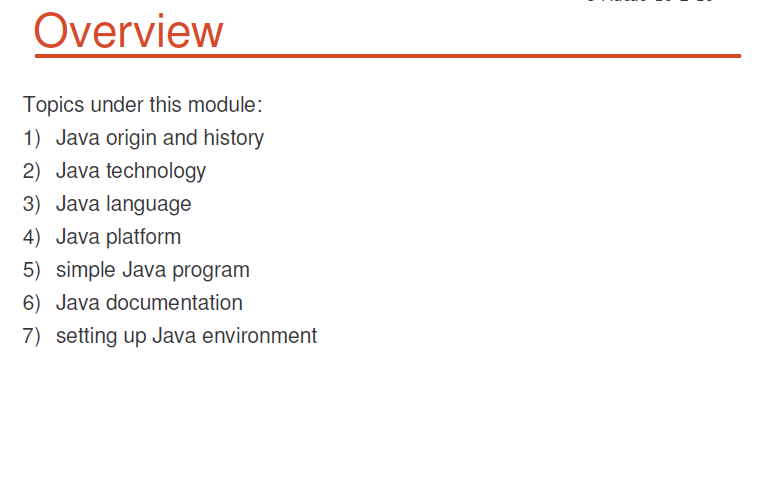 Overview
Topics under this module:
1) Java origin and history
2) Java technology
3) Java language
4) Java platform
5) simple Java program
6) Java documentation
7) setting up Java environment